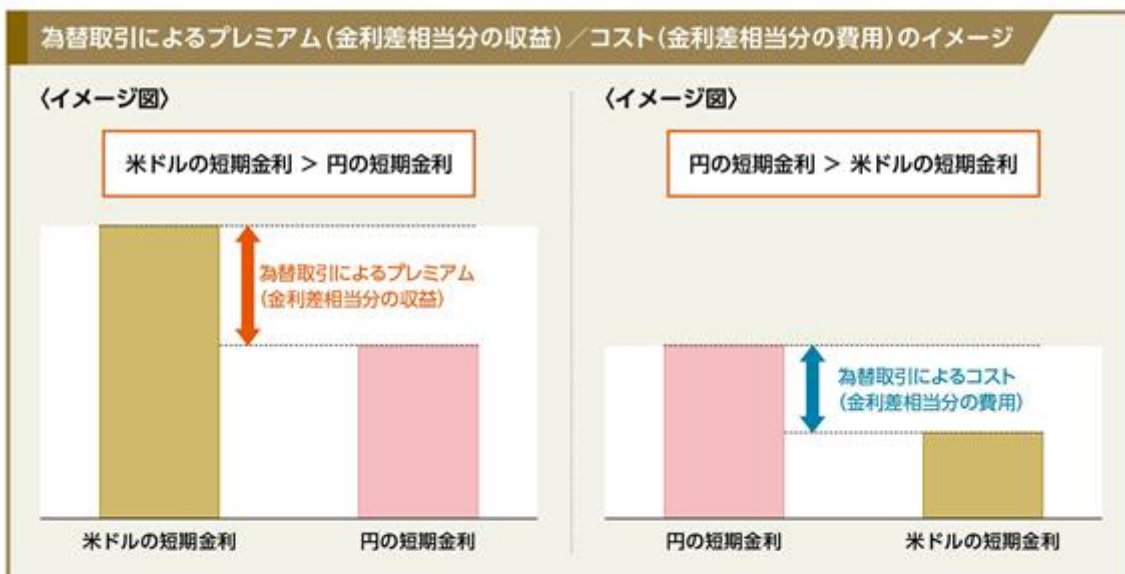 為替取引によるプレミアム(金利差相当分の収益)/コスト(金利差相当分の費用)のイメージ
〈イメージ図〉
米ドルの短期金利 > 円の短期金利
為替取引によるプレミアム
(金利差相当分の収益)
米ドルの短期金利
円の短期金利
〈イメージ図〉
円の短期金利 > 米ドルの短期金利
為替取引によるコスト
(金利差相当分の費用)
円の短期金利
米ドルの短期金利